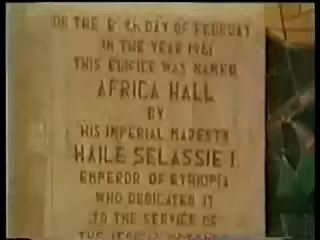 ON THE DAY OF FEBRUARY
IN THE YEAR 1961
THIS EDIFICE WAS NAMED
AFRICA HALL
BY
HIS IMPERIAL MAJESTY
HAILE SELASSIE I
EMPEROR OF ETHIOPIA
WHO DEDICATED IT
TO THE SERVICE OF
THE